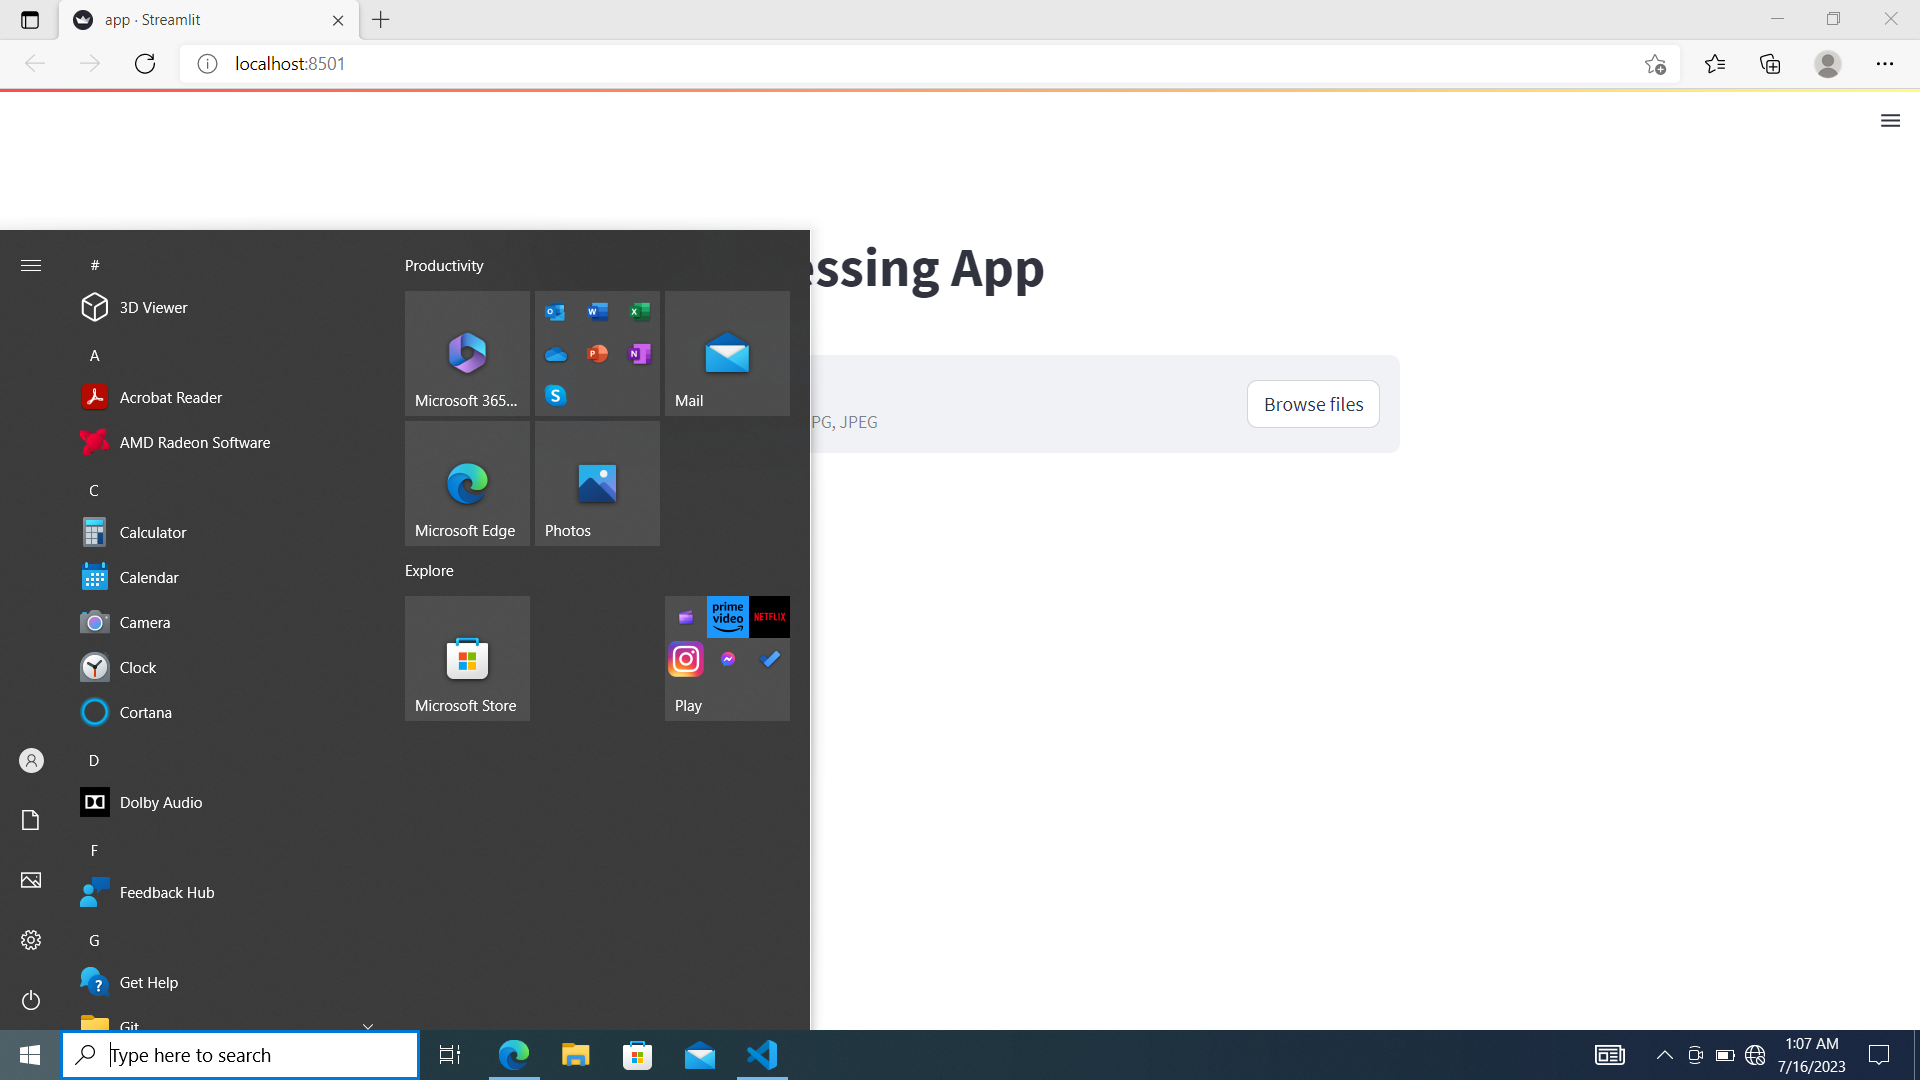 app · Streamlit
localhost:8501
essing App
PG, JPEG
Browse files
#
3D Viewer
A
Acrobat Reader
AMD Radeon Software
C
Calculator
Calendar
Camera
Clock
Cortana
D
Dolby Audio
F
Feedback Hub
G
Get Help
Git
Productivity
Microsoft 365...
Mail
Microsoft Edge
Photos
Explore
Microsoft Store
prime
video
NETFLIX
Play
Type here to search
1:07 AM
7/16/2023